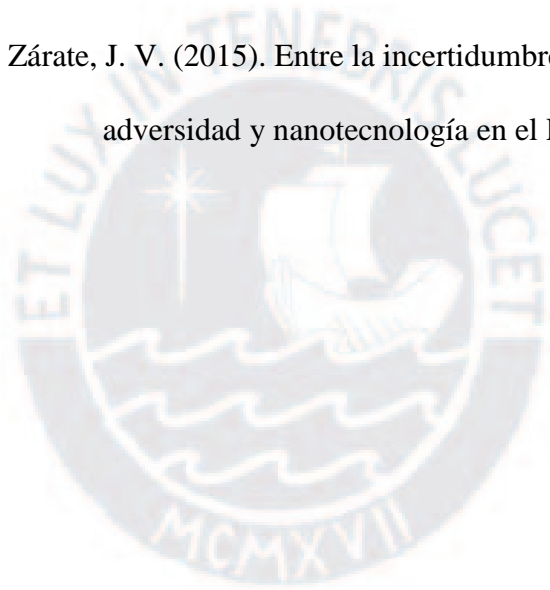 Zárate, J. V. (2015). Entre la incertidumbre
adversidad y nanotecnología en el
ET LUX IN TENEBRIS LUCET
MCMXVII